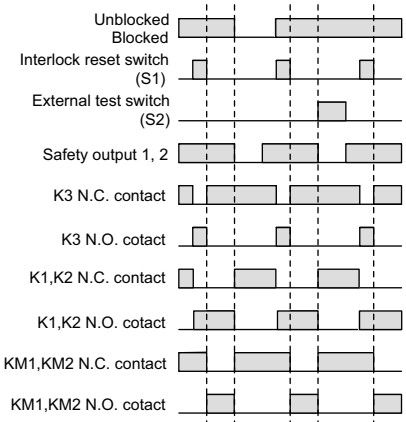 Unblocked
Blocked
Interlock reset switch
(S1)
External test switch
(S2)
Safety output 1, 2
K3 N.C. contact
K3 N.O. cotact
K1,K2 N.C. contact
K1,K2 N.O. cotact
KM1,KM2 N.C. contact
KM1,KM2 N.O. cotact